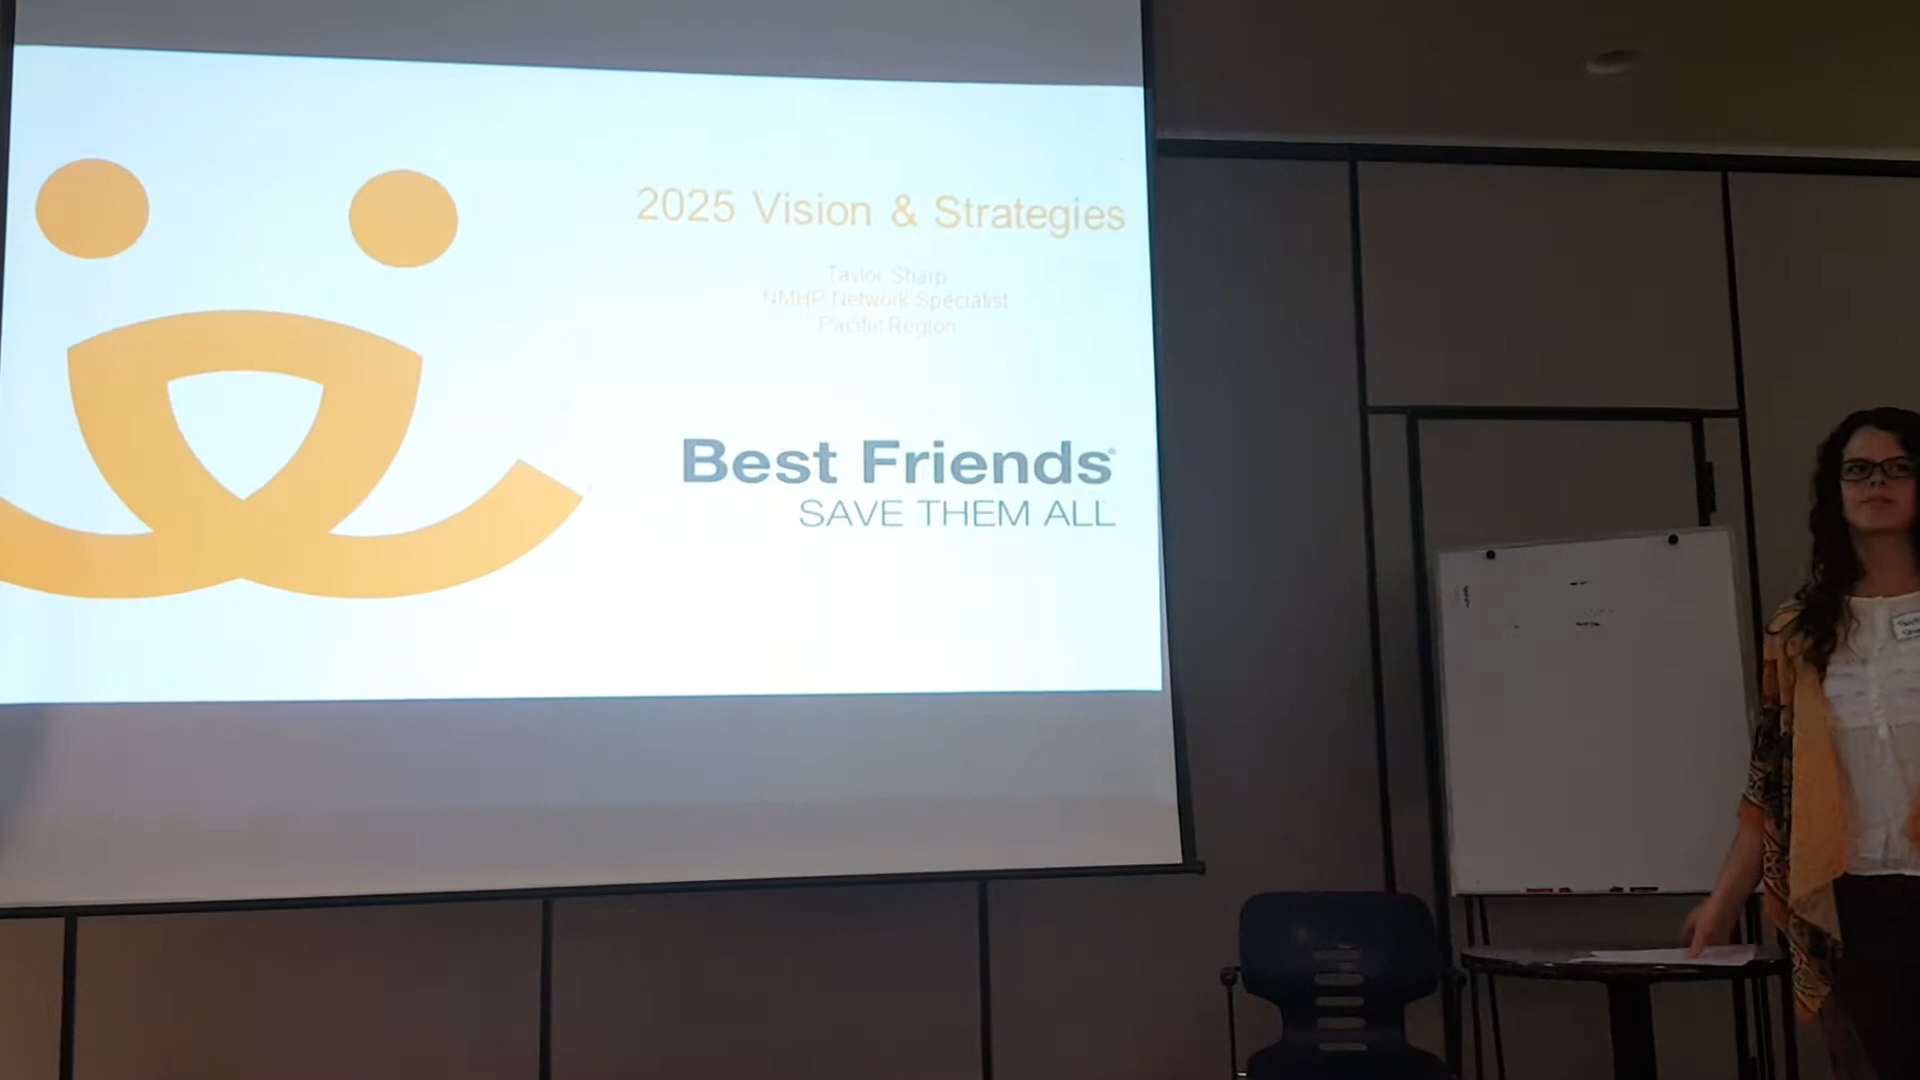 2025 Vision & Strategies
Taylor Sharp
NMHP Network Specialist
Pacific Region
Best Friends®
SAVE THEM ALL